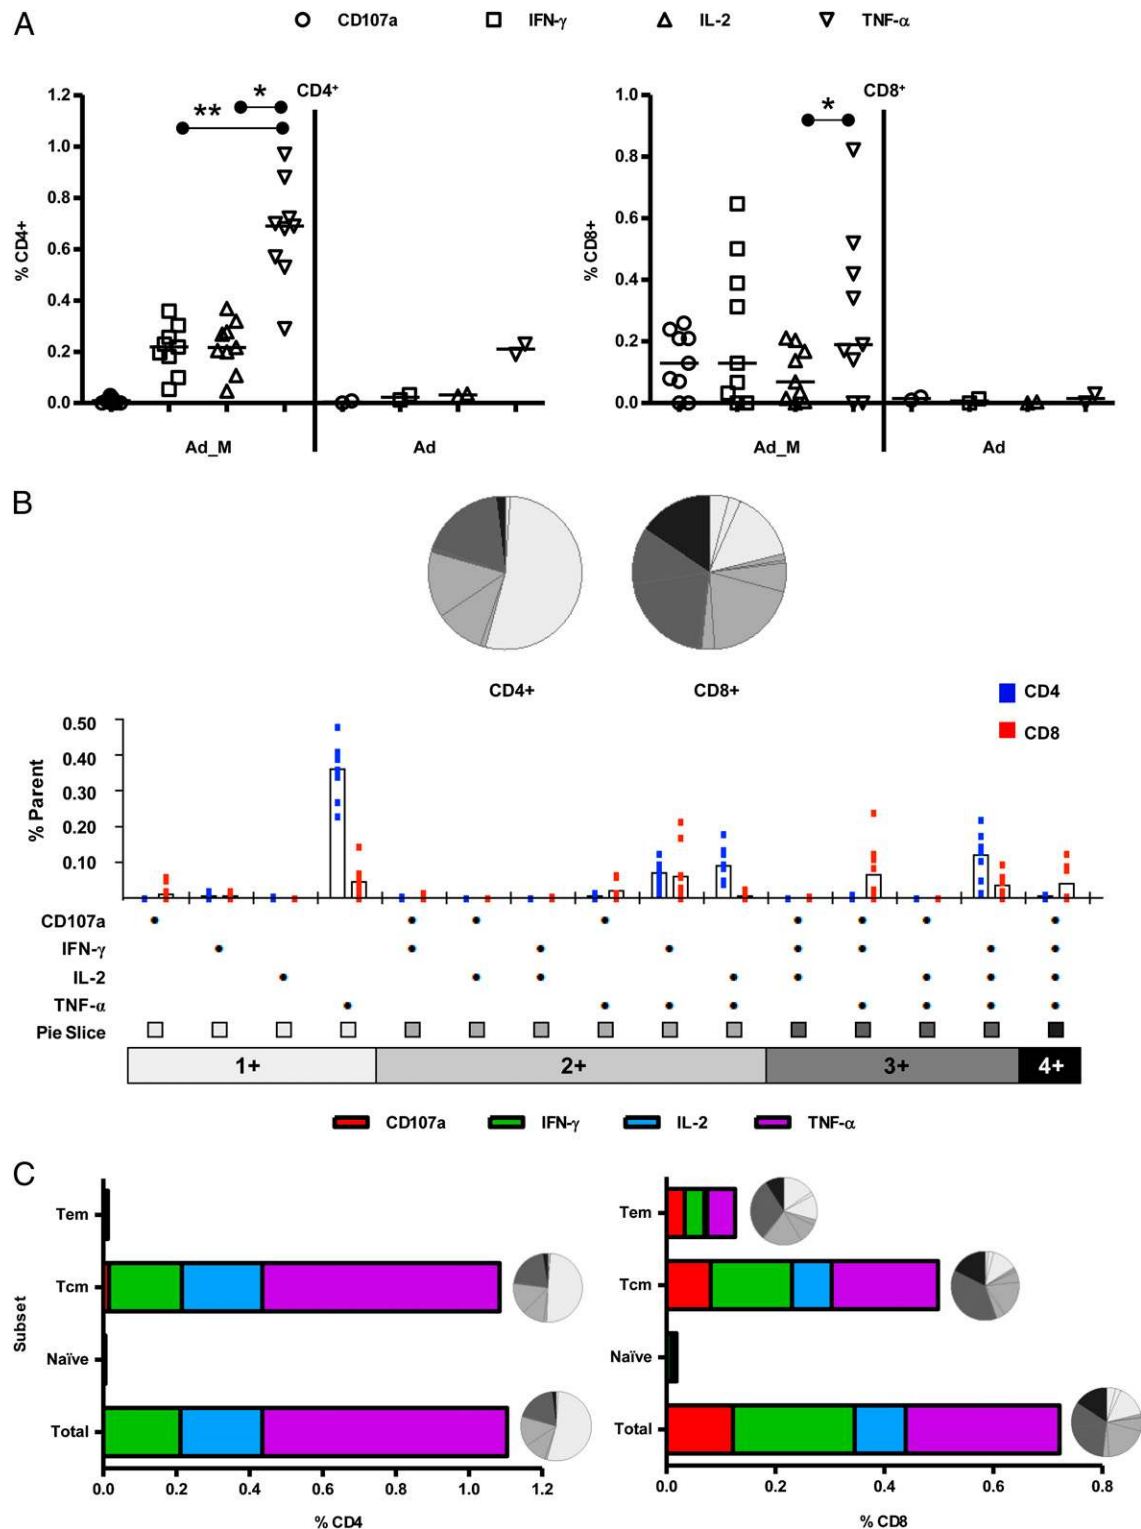 A
CD107a IFN-γ IL-2 TNF-α
CD4⁺ CD8⁺
** * *
% CD4+
1.2
1.0
0.8
0.6
0.4
0.2
0.0
Ad_M Ad
% CD8+
1.0
0.8
0.6
0.4
0.2
0.0
Ad_M Ad
B
CD4+ CD8+
CD4
CD8
% Parent
0.50
0.40
0.30
0.20
0.10
CD107a
IFN-γ
IL-2
TNF-α
Pie Slice
1+ 2+ 3+ 4+
CD107a IFN-γ IL-2 TNF-α
C
Subset
Tem
Tcm
Naïve
Total
0.0 0.2 0.4 0.6 0.8 1.0 1.2
% CD4
Tem
Tcm
Naïve
Total
0.0 0.2 0.4 0.6 0.8
% CD8